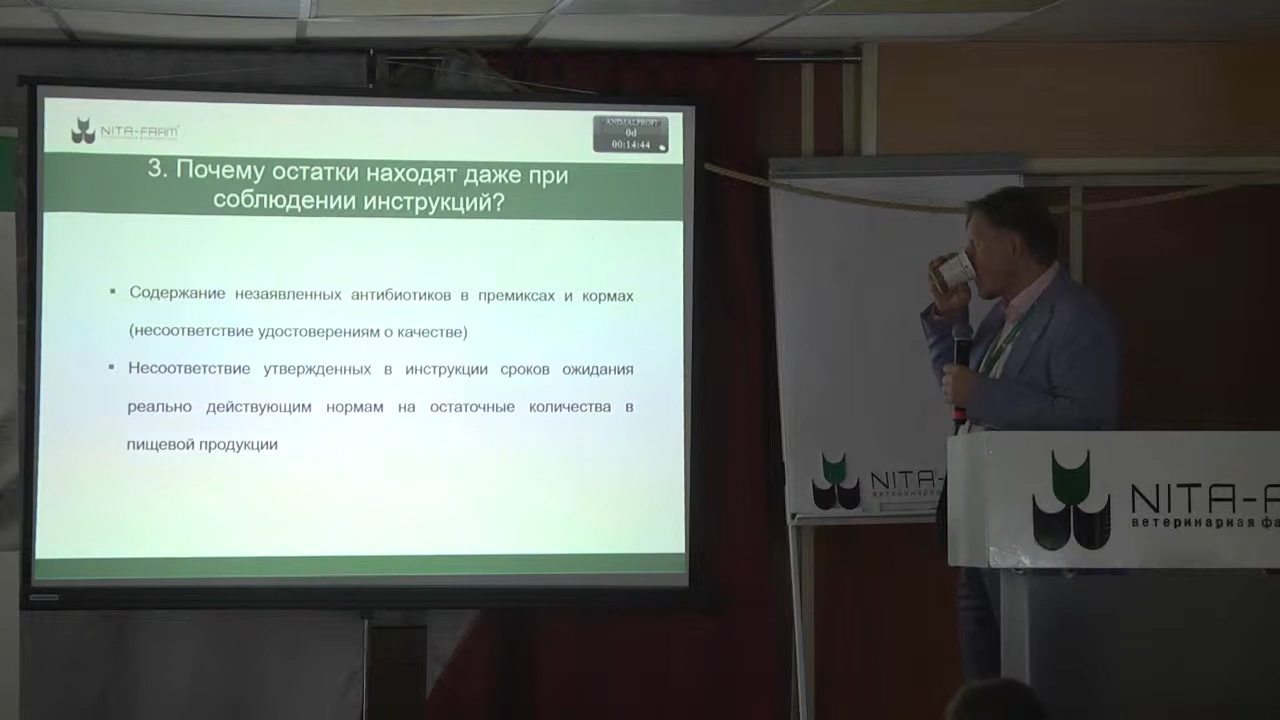 NITA-FARM
ANIMALPROFI
0d
00:14:44
3. Почему остатки находят даже при
соблюдении инструкций?
▪ Содержание незаявленных антибиотиков в премиксах и кормах
(несоответствие удостоверениям о качестве)
▪ Несоответствие утвержденных в инструкции сроков ожидания
реально действующим нормам на остаточные количества в
пищевой продукции
NITA-
ветеринарная
NITA-F
ветеринарная фа